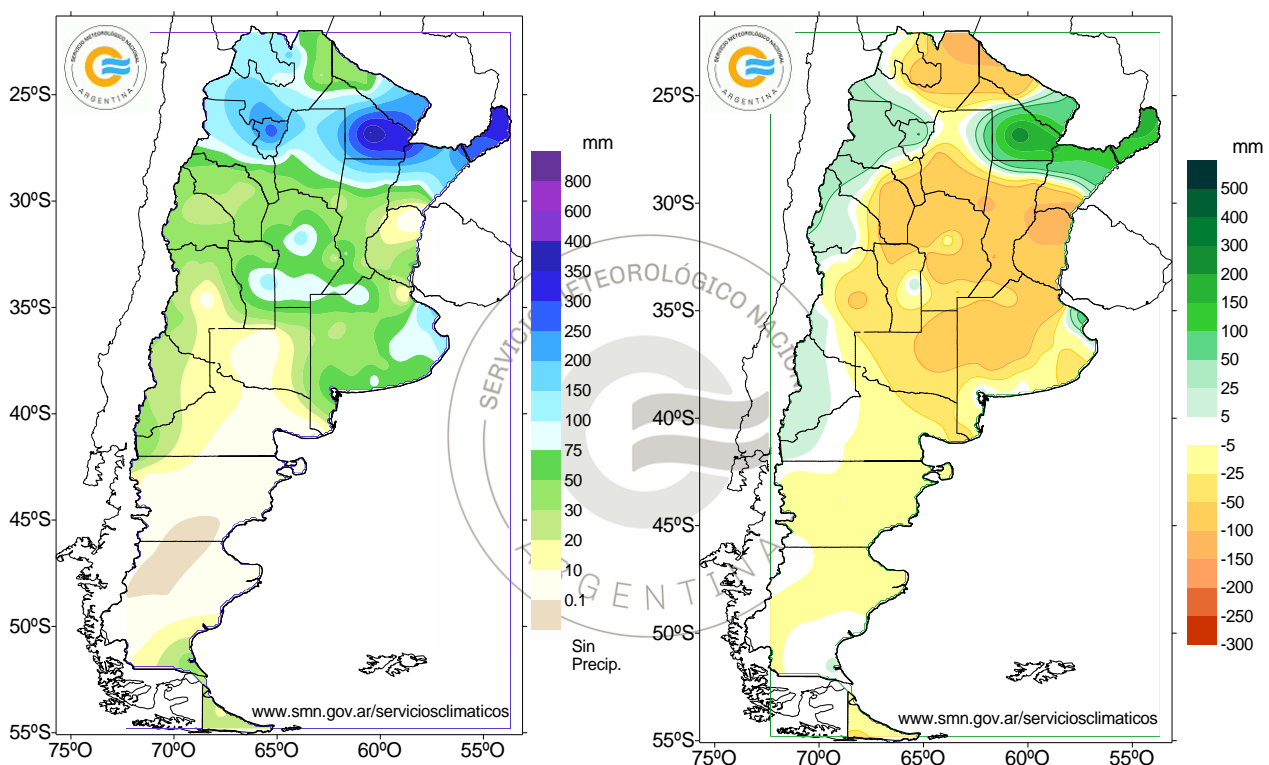 SERVICIO METEOROLÓGICO NACIONAL
ARGENTINA
25ºS
30ºS
35ºS
40ºS
45ºS
50ºS
55ºS
75ºO
70ºO
65ºO
60ºO
55ºO
www.smn.gov.ar/serviciosclimaticos
mm
800
600
400
350
300
250
200
150
100
75
50
30
20
10
0.1
Sin
Precip.
SERVICIO METEOROLÓGICO NACIONAL
ARGENTINA
SERVICIO METEOROLÓGICO NACIONAL
ARGENTINA
25ºS
30ºS
35ºS
40ºS
45ºS
50ºS
55ºS
75ºO
70ºO
65ºO
60ºO
55ºO
www.smn.gov.ar/serviciosclimaticos
mm
500
400
300
200
150
100
50
25
5
-5
-25
-50
-100
-150
-200
-250
-300